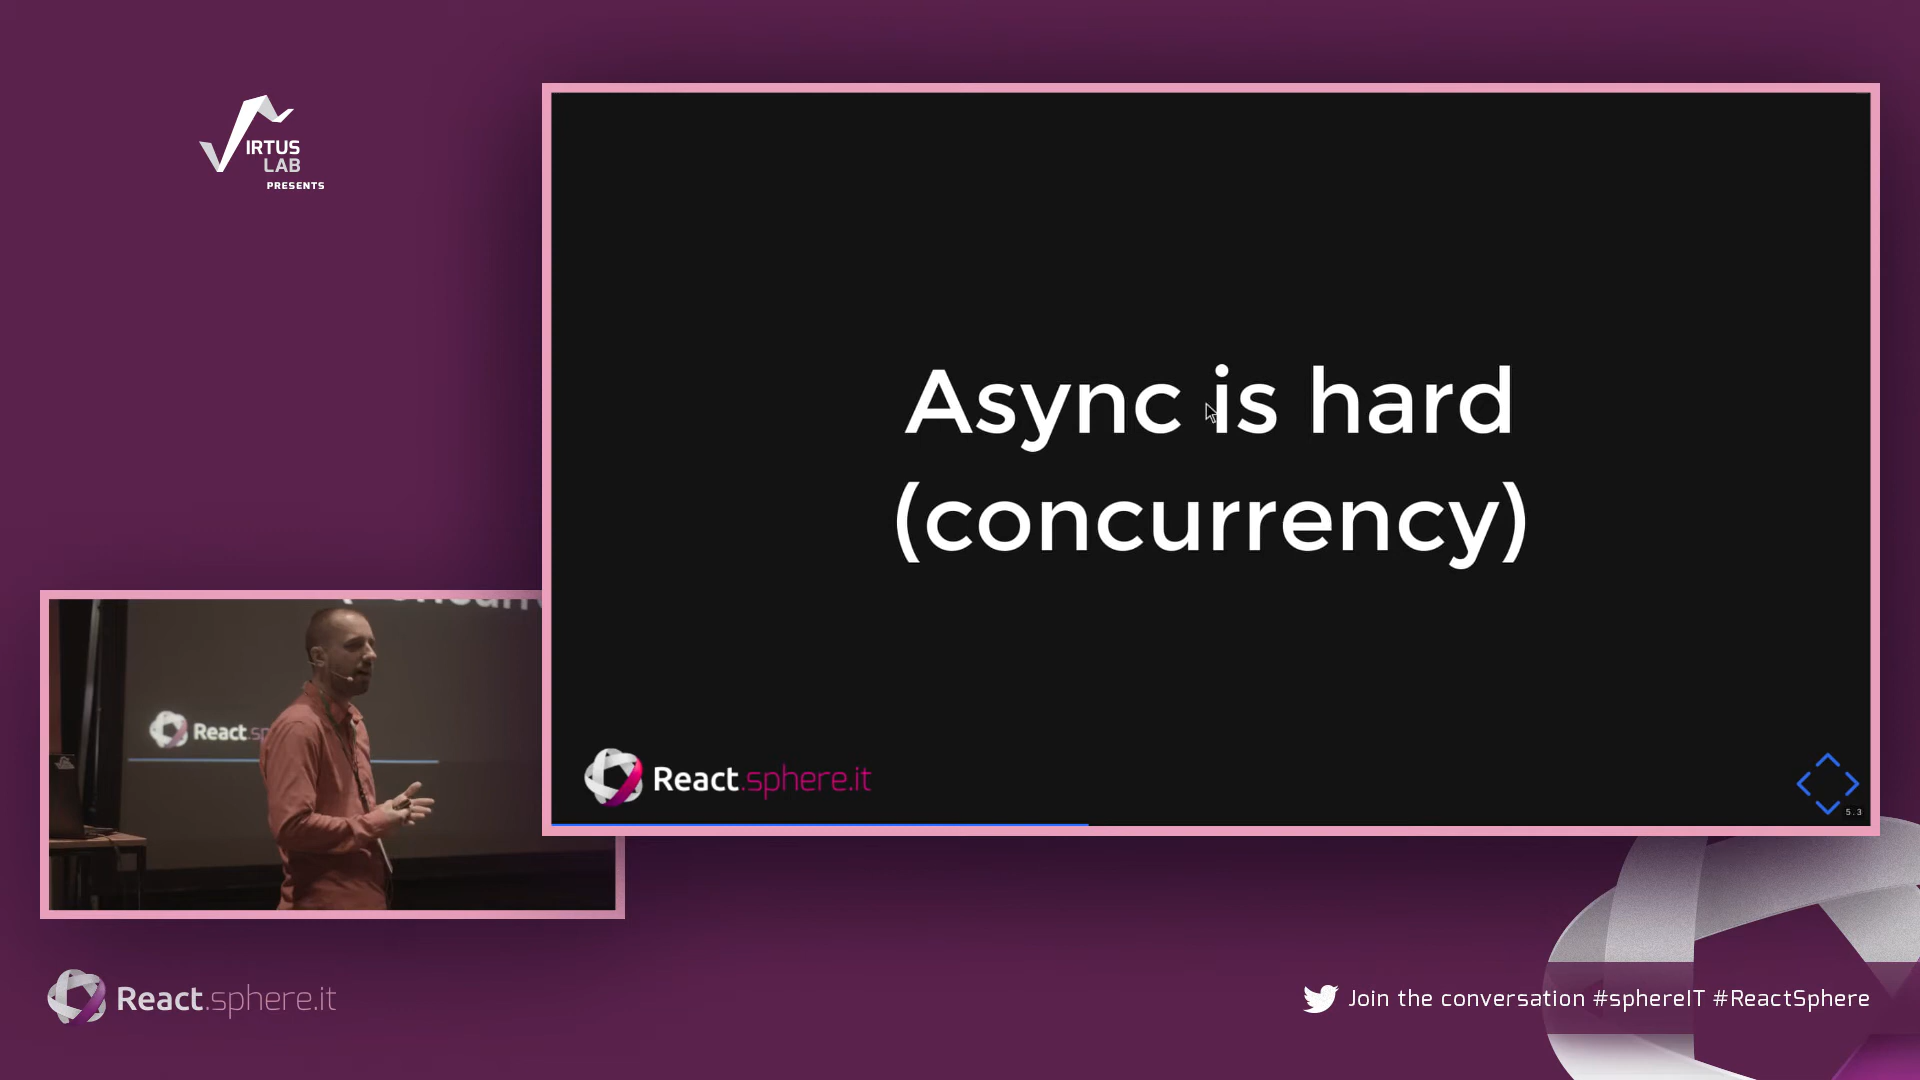 IRTUS
LAB
PRESENTS
Async is hard
(concurrency)
React.sphere.it
5.3
React.sp
React.sphere.it
Join the conversation #sphereIT #ReactSphere